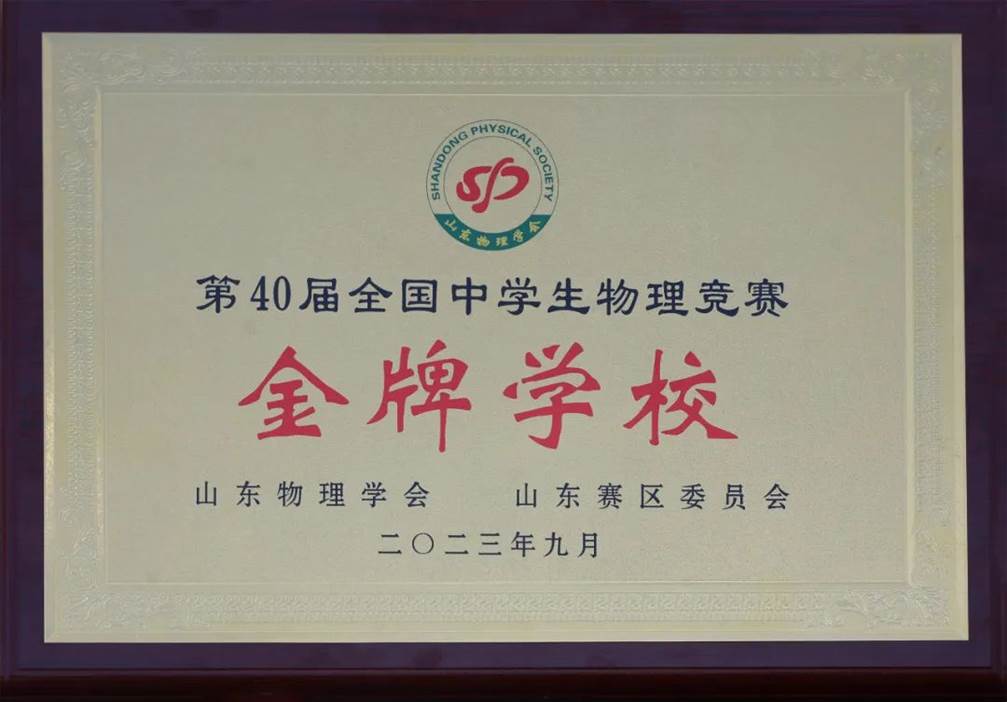 SHANDONG PHYSICAL SOCIETY
山东物理学会
第40届全国中学生物理竞赛
金牌学校
山东物理学会 山东赛区委员会
二〇二三年九月